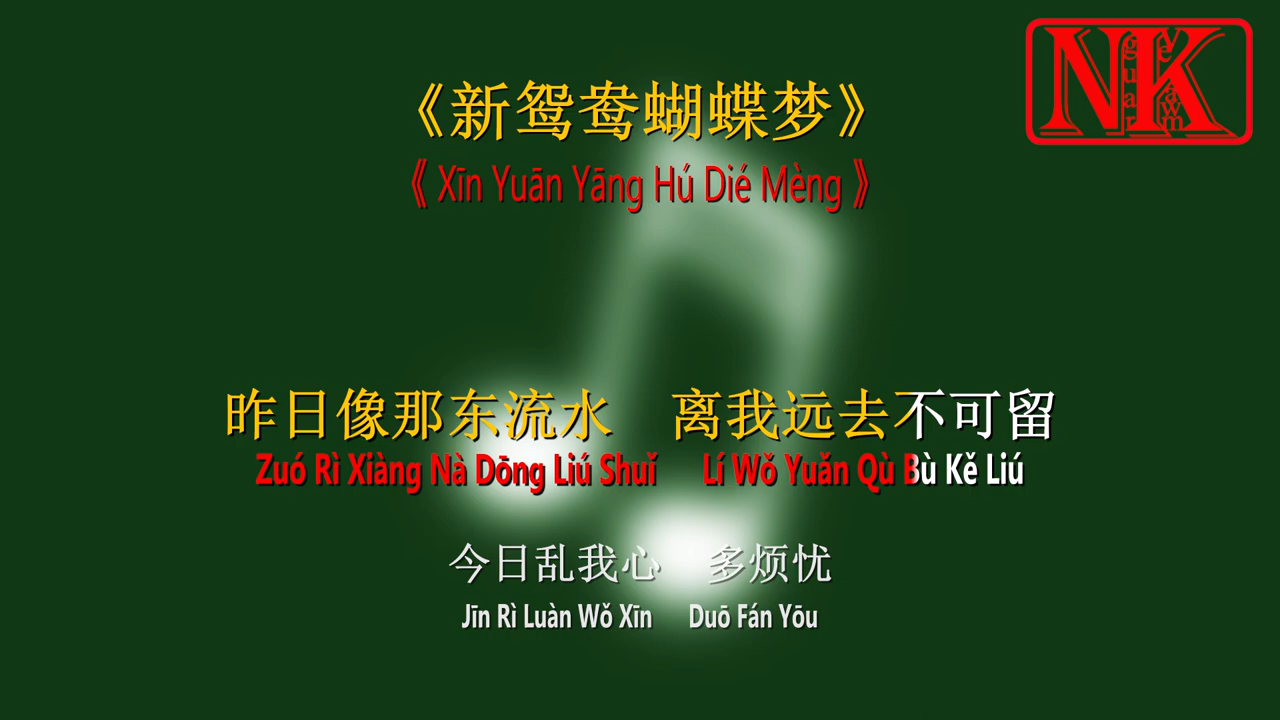 NK
《新鸳鸯蝴蝶梦》
《Xīn Yuān Yāng Hú Dié Mèng》
昨日像那东流水 离我远去不可留
Zuó Rì Xiàng Nà Dōng Liú Shuǐ Lí Wǒ Yuǎn Qù Bù Kě Liú
今日乱我心 多烦忧
Jīn Rì Luàn Wǒ Xīn Duō Fán Yōu